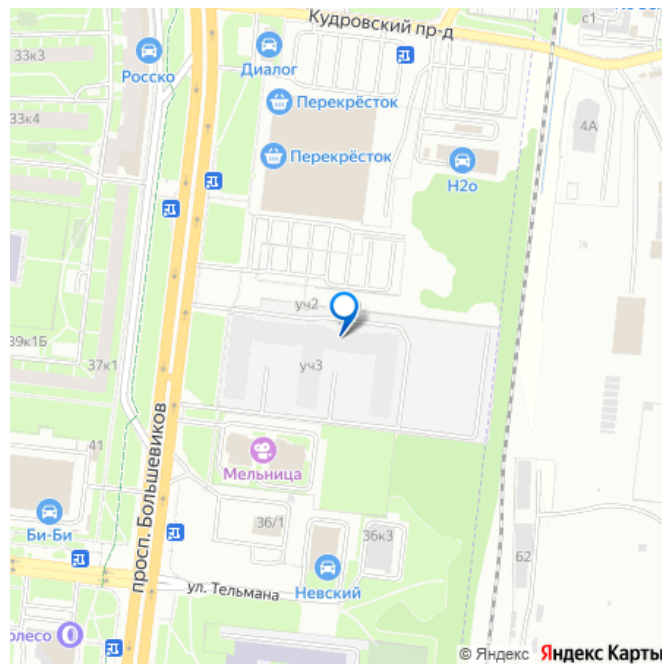 Кудровский пр-д
с1
33к3
Росско
Диалог
Перекрёсток
33к4
4А
Перекрёсток
Н2о
уч2
39к1Б
37к1
уч3
просп. Большевиков
41
Мельница
Би-Би
36/1
36к3
62
ул. Тельмана
Невский
© Яндекс Яндекс Карты